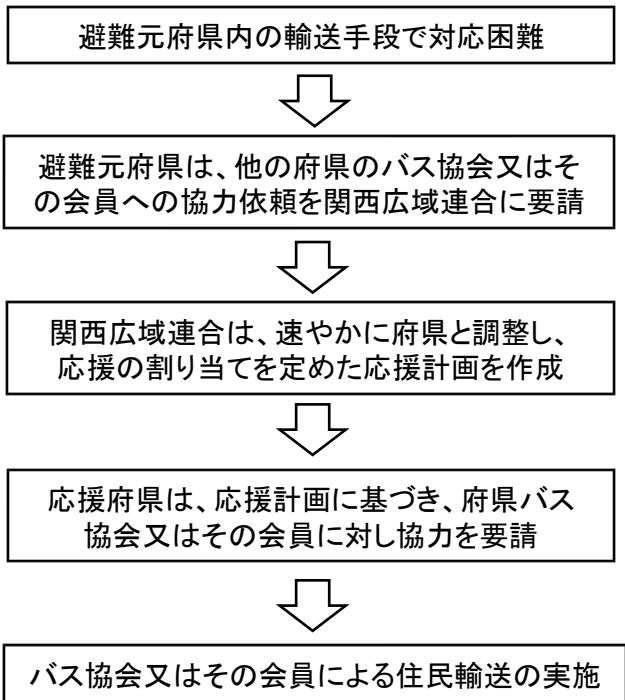 避難元府県内の輸送手段で対応困難
避難元府県は、他の府県のバス協会又はそ
の会員への協力依頼を関西広域連合に要請
関西広域連合は、速やかに府県と調整し、
応援の割り当てを定めた応援計画を作成
応援府県は、応援計画に基づき、府県バス
協会又はその会員に対し協力を要請
バス協会又はその会員による住民輸送の実施